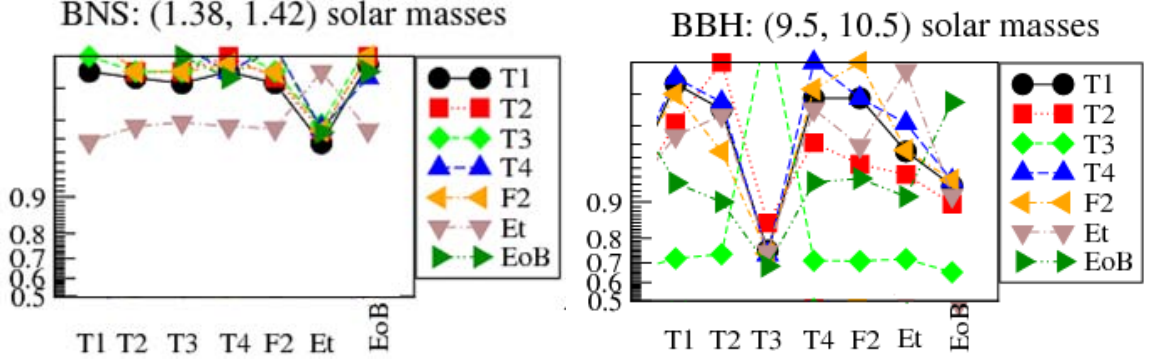 BNS: (1.38, 1.42) solar masses
T1
T2
T3
T4
F2
Et
EoB
0.9
0.8
0.7
0.6
0.5
T1 T2 T3 T4 F2 Et EoB
BBH: (9.5, 10.5) solar masses
T1
T2
T3
T4
F2
Et
EoB
0.9
0.8
0.7
0.6
0.5
T1 T2 T3 T4 F2 Et EoB